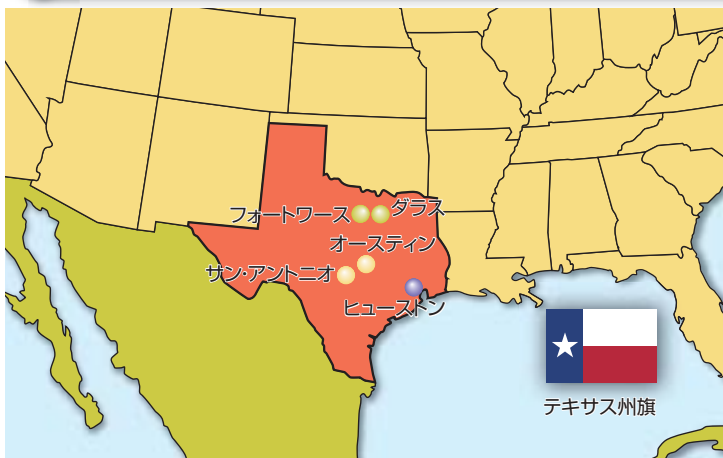 フォートワース
ダラス
オースティン
サン・アントニオ
ヒューストン
テキサス州旗